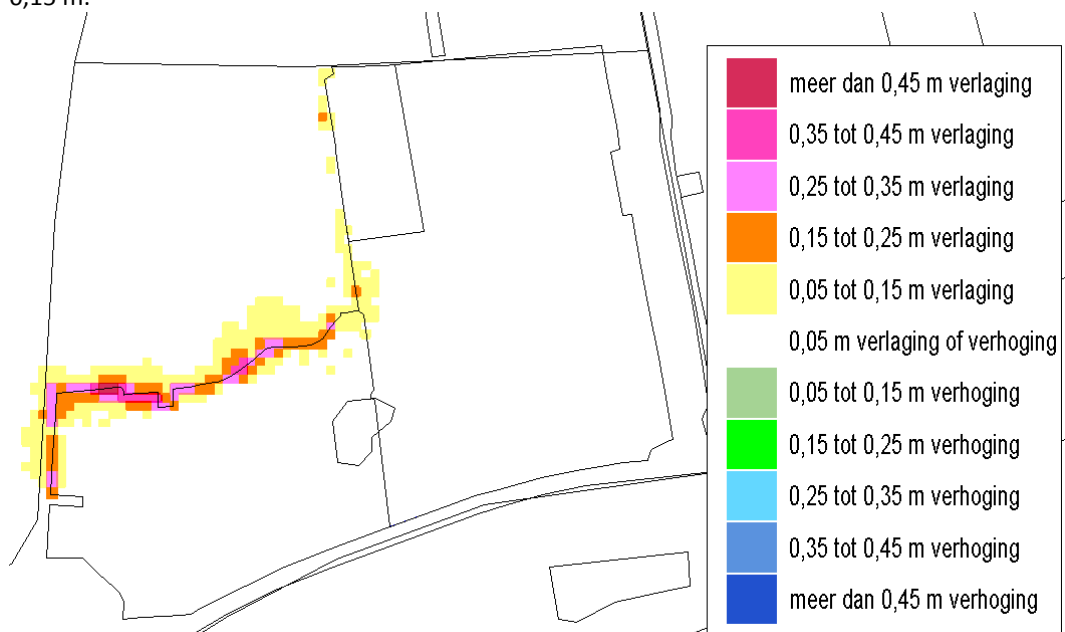 0,15 m.
meer dan 0,45 m verlaging
0,35 tot 0,45 m verlaging
0,25 tot 0,35 m verlaging
0,15 tot 0,25 m verlaging
0,05 tot 0,15 m verlaging
0,05 m verlaging of verhoging
0,05 tot 0,15 m verhoging
0,15 tot 0,25 m verhoging
0,25 tot 0,35 m verhoging
0,35 tot 0,45 m verhoging
meer dan 0,45 m verhoging